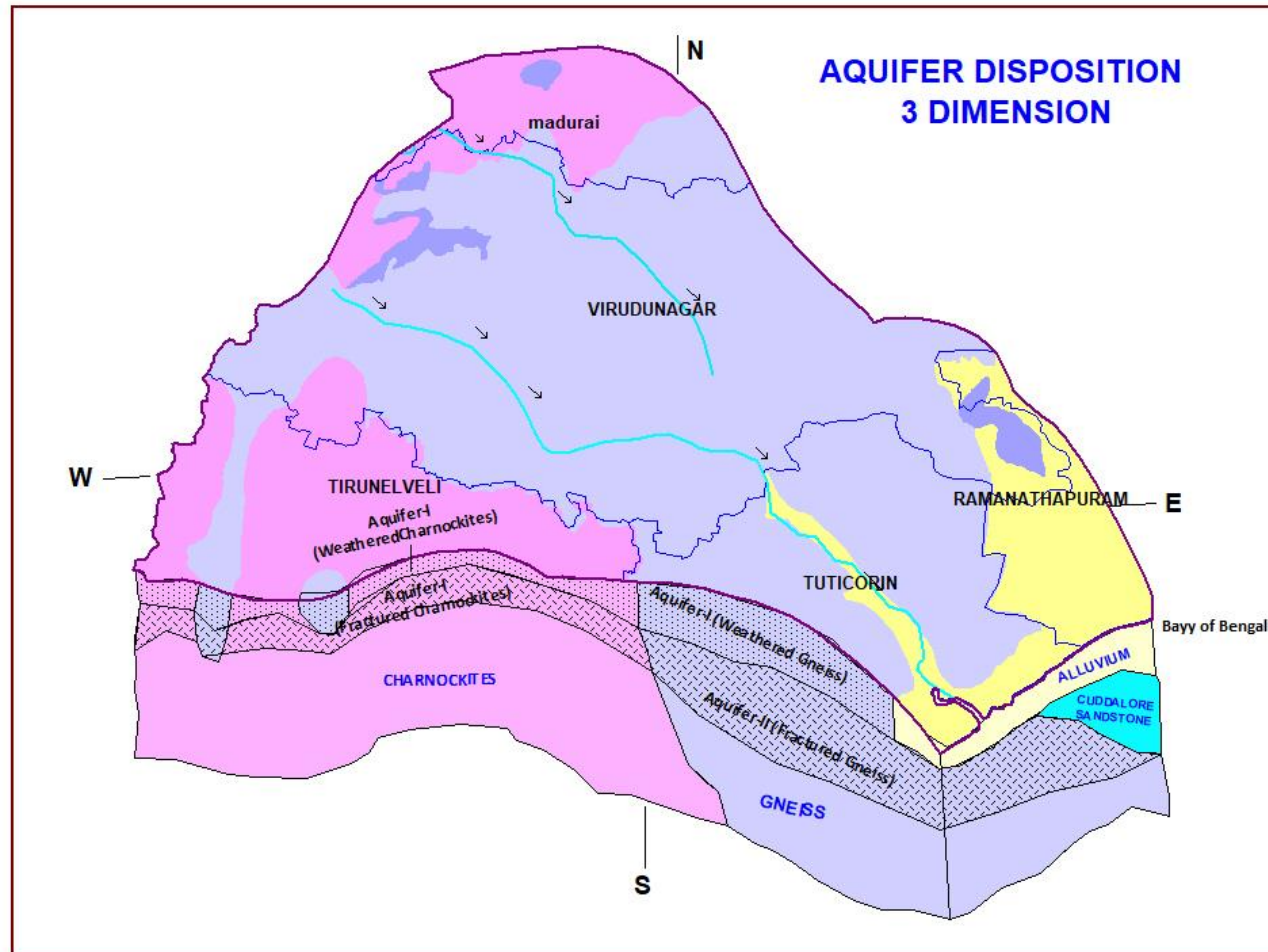 N
AQUIFER DISPOSITION
3 DIMENSION
madurai
VIRUDUNAGAR
W
TIRUNELVELI
RAMANATHAPURAM
E
Aquifer-I
(WeatheredCharnockites)
TUTICORIN
Aquifer-I
(Fractured Charnockites)
Aquifer-I (Weathered Gneiss)
Bayy of Bengal
ALLUVIUM
CHARNOCKITES
CUDDALORE
SANDSTONE
Aquifer-II (Fractured Gneiss)
GNEISS
S